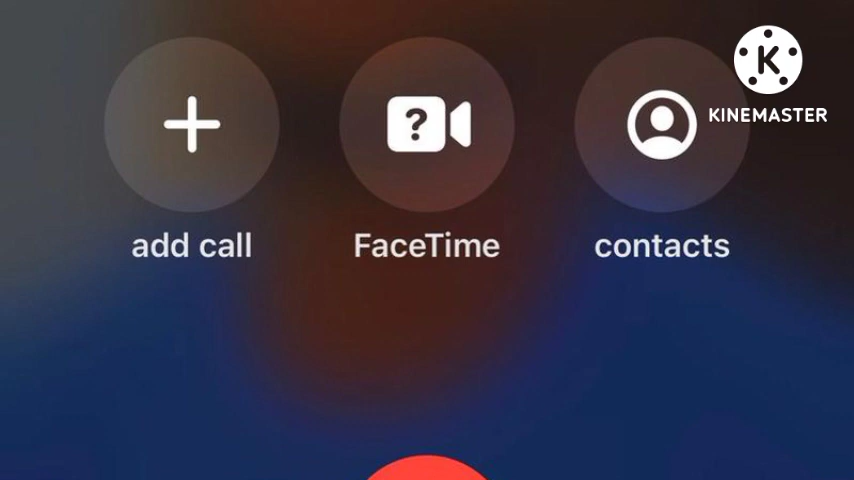 ?
K
KINEMASTER
add call
FaceTime
contacts